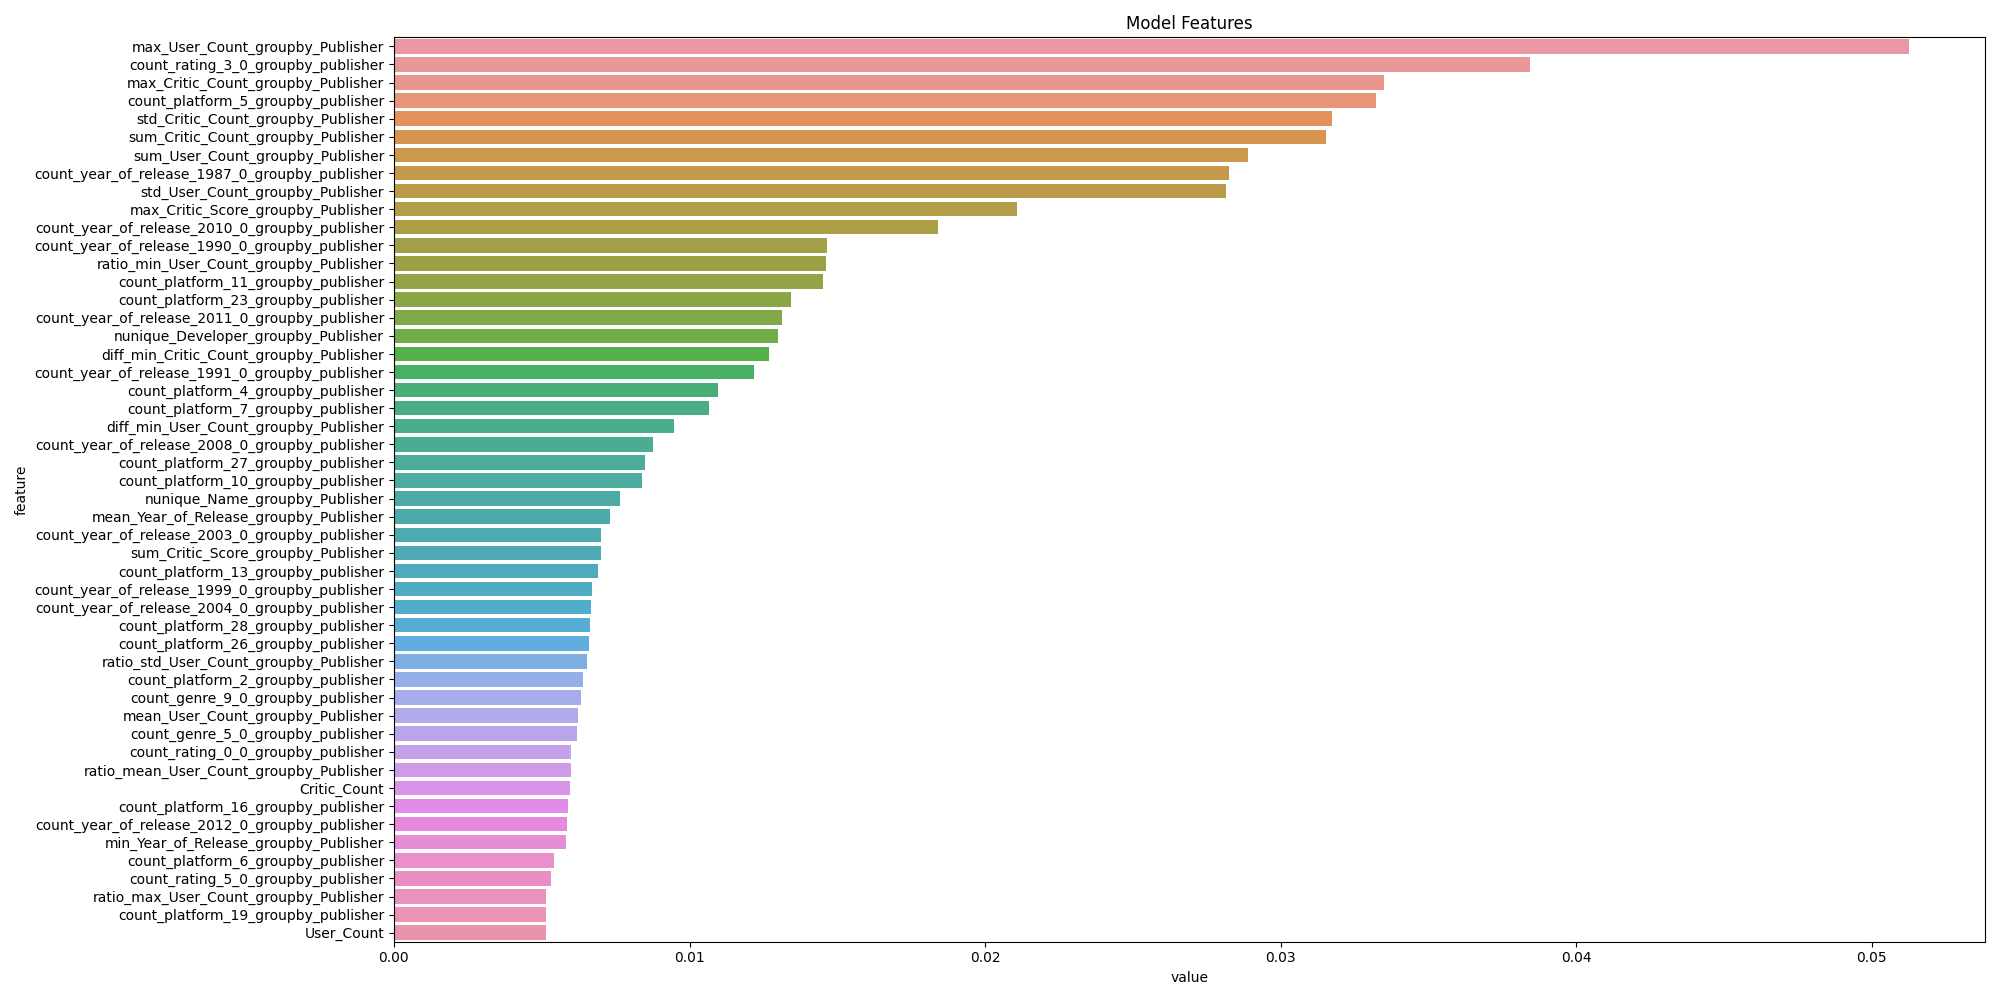 Model Features
max_User_Count_groupby_Publisher
count_rating_3_0_groupby_publisher
max_Critic_Count_groupby_Publisher
count_platform_5_groupby_publisher
std_Critic_Count_groupby_Publisher
sum_Critic_Count_groupby_Publisher
sum_User_Count_groupby_Publisher
count_year_of_release_1987_0_groupby_publisher
std_User_Count_groupby_Publisher
max_Critic_Score_groupby_Publisher
count_year_of_release_2010_0_groupby_publisher
count_year_of_release_1990_0_groupby_publisher
ratio_min_User_Count_groupby_Publisher
count_platform_11_groupby_publisher
count_platform_23_groupby_publisher
count_year_of_release_2011_0_groupby_publisher
nunique_Developer_groupby_Publisher
diff_min_Critic_Count_groupby_Publisher
count_year_of_release_1991_0_groupby_publisher
count_platform_4_groupby_publisher
count_platform_7_groupby_publisher
diff_min_User_Count_groupby_Publisher
count_year_of_release_2008_0_groupby_publisher
count_platform_27_groupby_publisher
count_platform_10_groupby_publisher
nunique_Name_groupby_Publisher
mean_Year_of_Release_groupby_Publisher
count_year_of_release_2003_0_groupby_publisher
sum_Critic_Score_groupby_Publisher
count_platform_13_groupby_publisher
count_year_of_release_1999_0_groupby_publisher
count_year_of_release_2004_0_groupby_publisher
count_platform_28_groupby_publisher
count_platform_26_groupby_publisher
ratio_std_User_Count_groupby_Publisher
count_platform_2_groupby_publisher
count_genre_9_0_groupby_publisher
mean_User_Count_groupby_Publisher
count_genre_5_0_groupby_publisher
count_rating_0_0_groupby_publisher
ratio_mean_User_Count_groupby_Publisher
Critic_Count
count_platform_16_groupby_publisher
count_year_of_release_2012_0_groupby_publisher
min_Year_of_Release_groupby_Publisher
count_platform_6_groupby_publisher
count_rating_5_0_groupby_publisher
ratio_max_User_Count_groupby_Publisher
count_platform_19_groupby_publisher
User_Count
feature
0.00 0.01 0.02 0.03 0.04 0.05
value